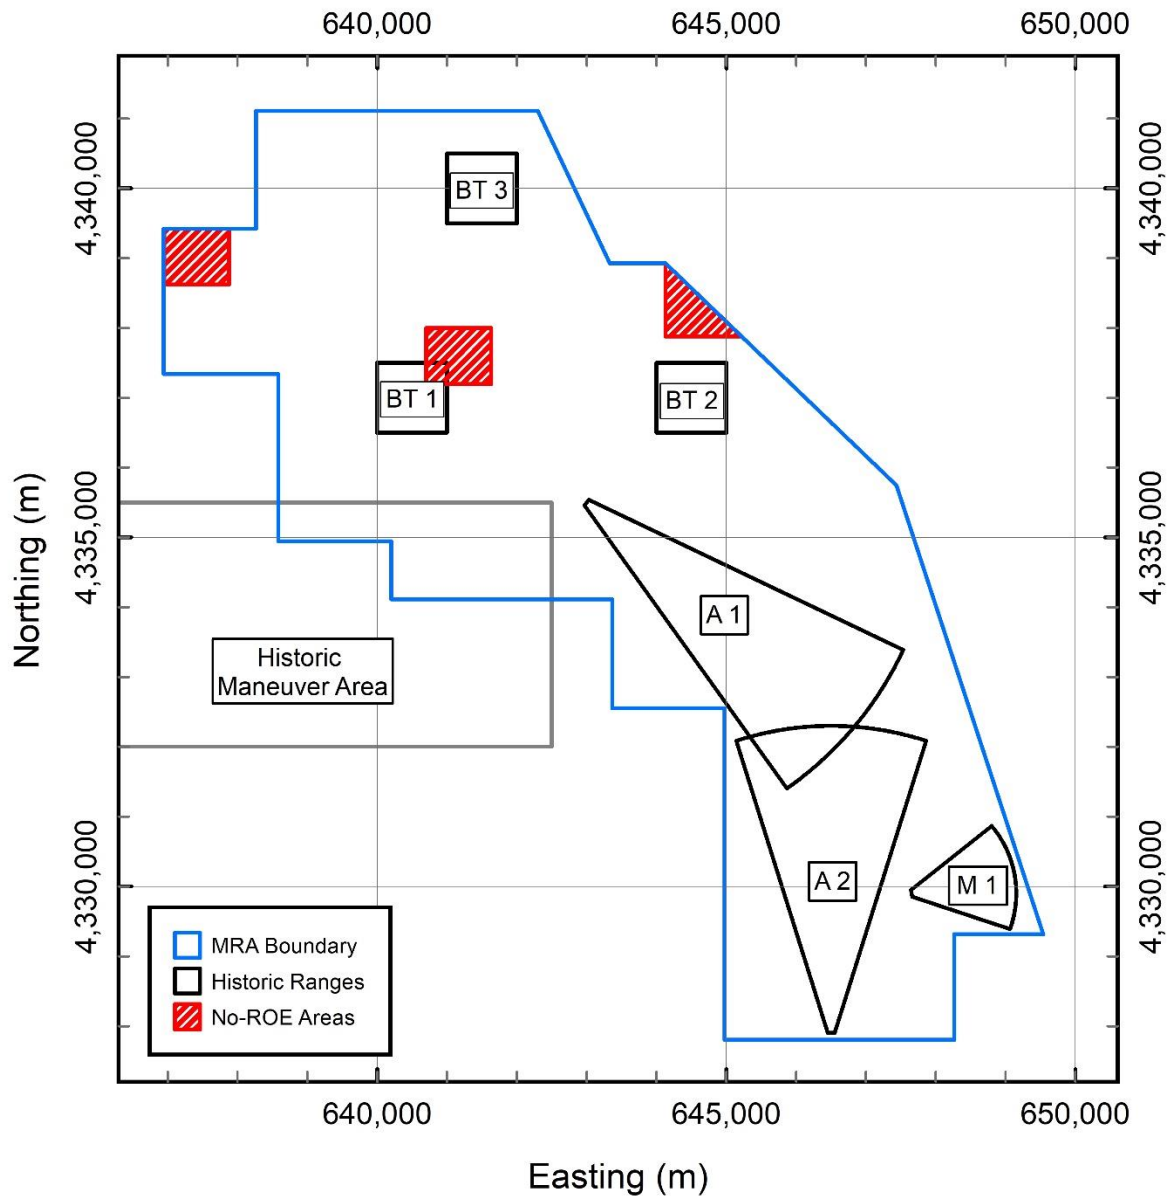 640,000
645,000
650,000
4,340,000
4,340,000
BT 3
BT 1
BT 2
4,335,000
4,335,000
Northing (m)
A 1
Historic
Maneuver Area
4,330,000
4,330,000
A 2
M 1
MRA Boundary
Historic Ranges
No-ROE Areas
640,000
645,000
650,000
Easting (m)